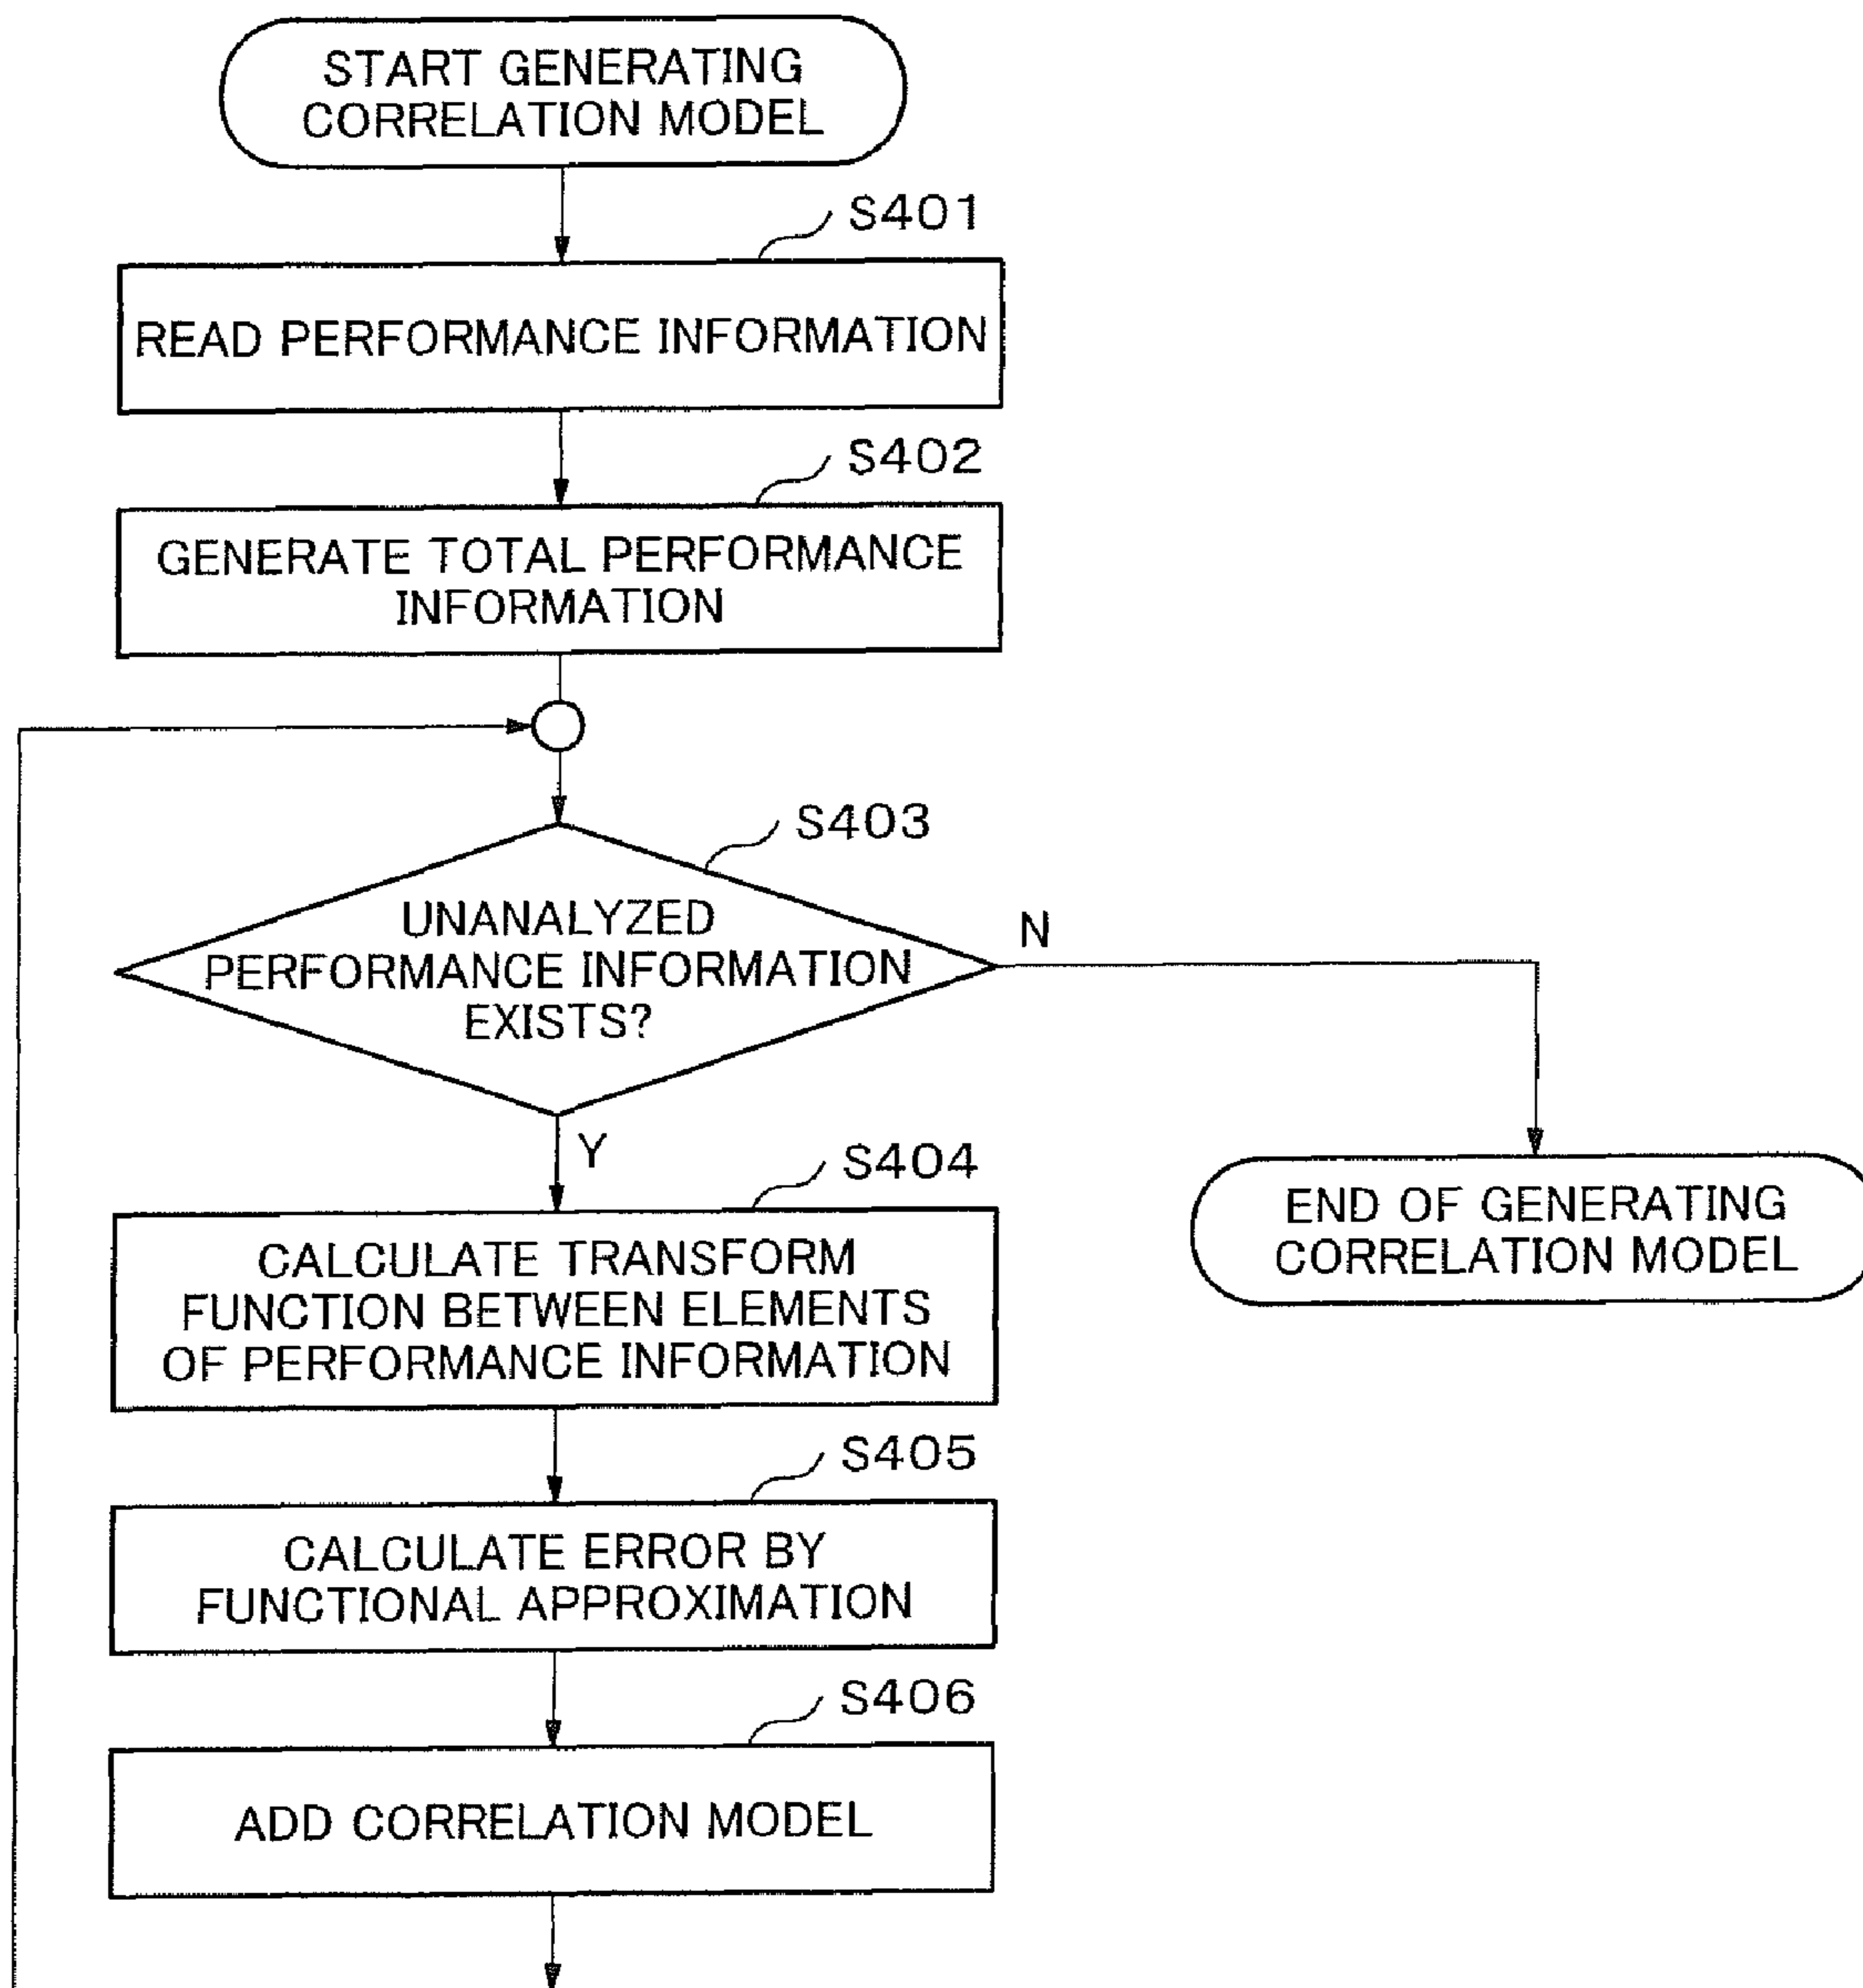 START GENERATING
CORRELATION MODEL
S401
READ PERFORMANCE INFORMATION
S402
GENERATE TOTAL PERFORMANCE
INFORMATION
S403
UNANALYZED
PERFORMANCE INFORMATION
EXISTS?
N
Y
S404
CALCULATE TRANSFORM
FUNCTION BETWEEN ELEMENTS
OF PERFORMANCE INFORMATION
END OF GENERATING
CORRELATION MODEL
S405
CALCULATE ERROR BY
FUNCTIONAL APPROXIMATION
S406
ADD CORRELATION MODEL